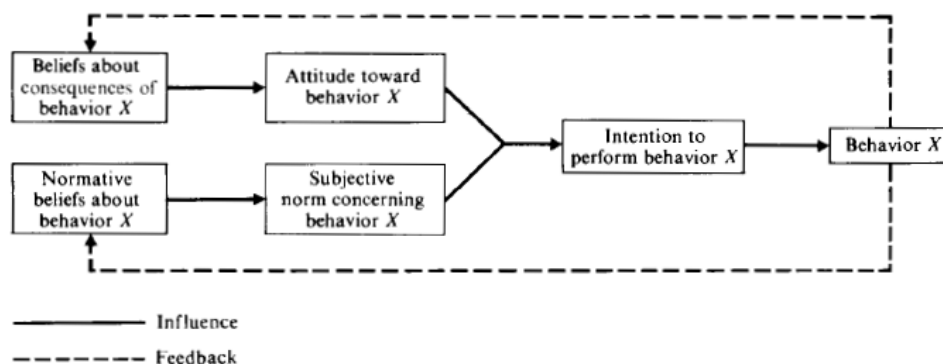 Beliefs about
consequences of
behavior X
Attitude toward
behavior X
Normative
beliefs about
behavior X
Subjective
norm concerning
behavior X
Intention to
perform behavior X
Behavior X
Influence
Feedback